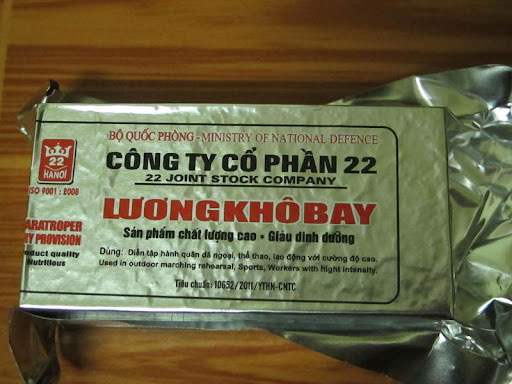 BỘ QUỐC PHÒNG - MINISTRY OF NATIONAL DEFENCE
22
HANOI
ISO 9001 : 2008
CÔNG TY CỔ PHẦN 22
22 JOINT STOCK COMPANY
LƯƠNG KHÔ BAY
Sản phẩm chất lượng cao • Giàu dinh dưỡng
ARATROPER
RY PROVISION
oduct quality
Nutritious
Dùng: Diễn tập hành quân dã ngoại, thể thao, lao động với cường độ cao.
Used in outdoor marching rehearsal, Sports, Workers with hight intensity.
Tiêu chuẩn: 10652/2011/YTHN-CNTC